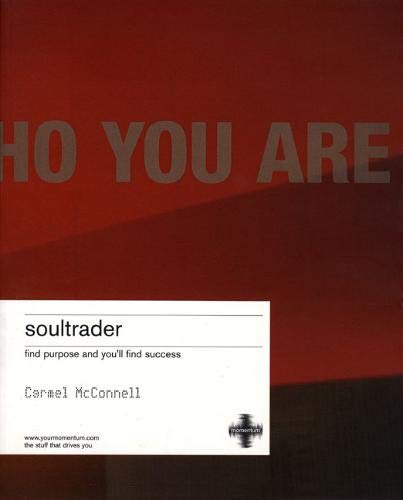 HO YOU ARE
soultrader
find purpose and you'll find success
Carmel McConnell
momentum
www.yourmomentum.com
the stuff that drives you